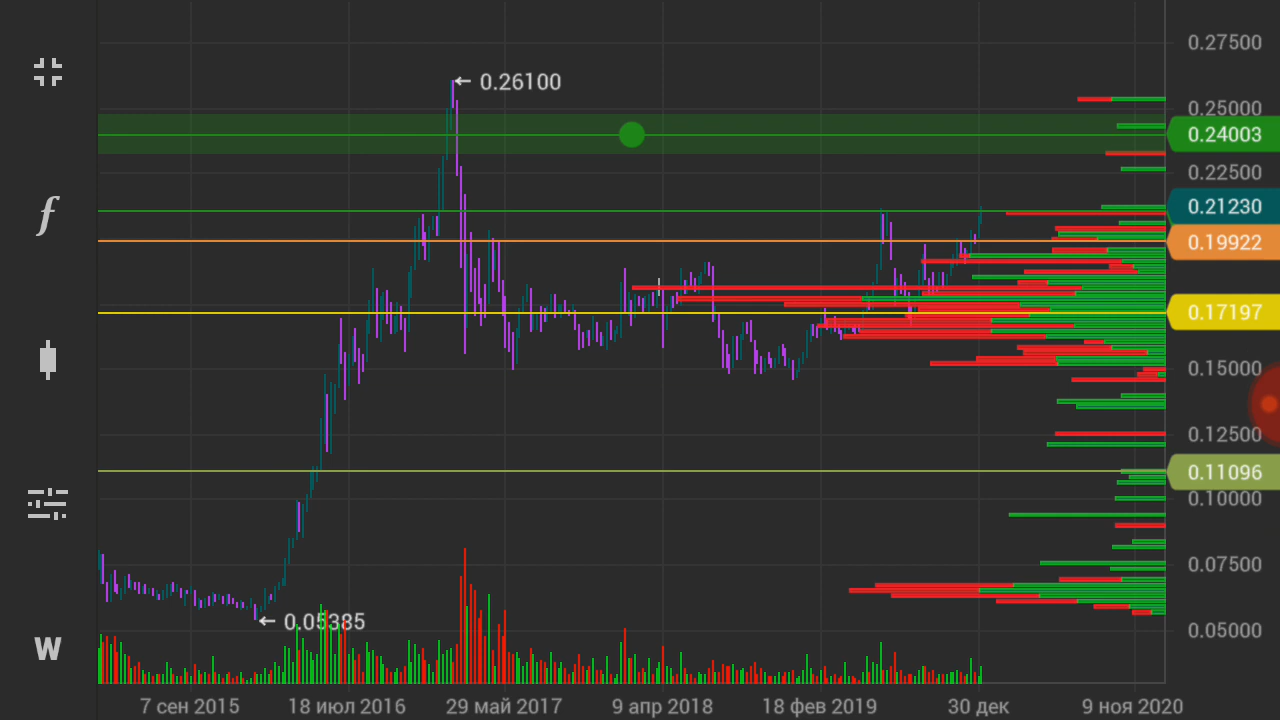 0.27500
← 0.26100
0.25000
0.24003
0.22500
0.21230
0.19922
0.17197
0.15000
0.12500
0.11096
0.10000
0.07500
← 0.05385
0.05000
f
W
7 сен 2015
18 июл 2016
29 май 2017
9 апр 2018
18 фев 2019
30 дек
9 ноя 2020